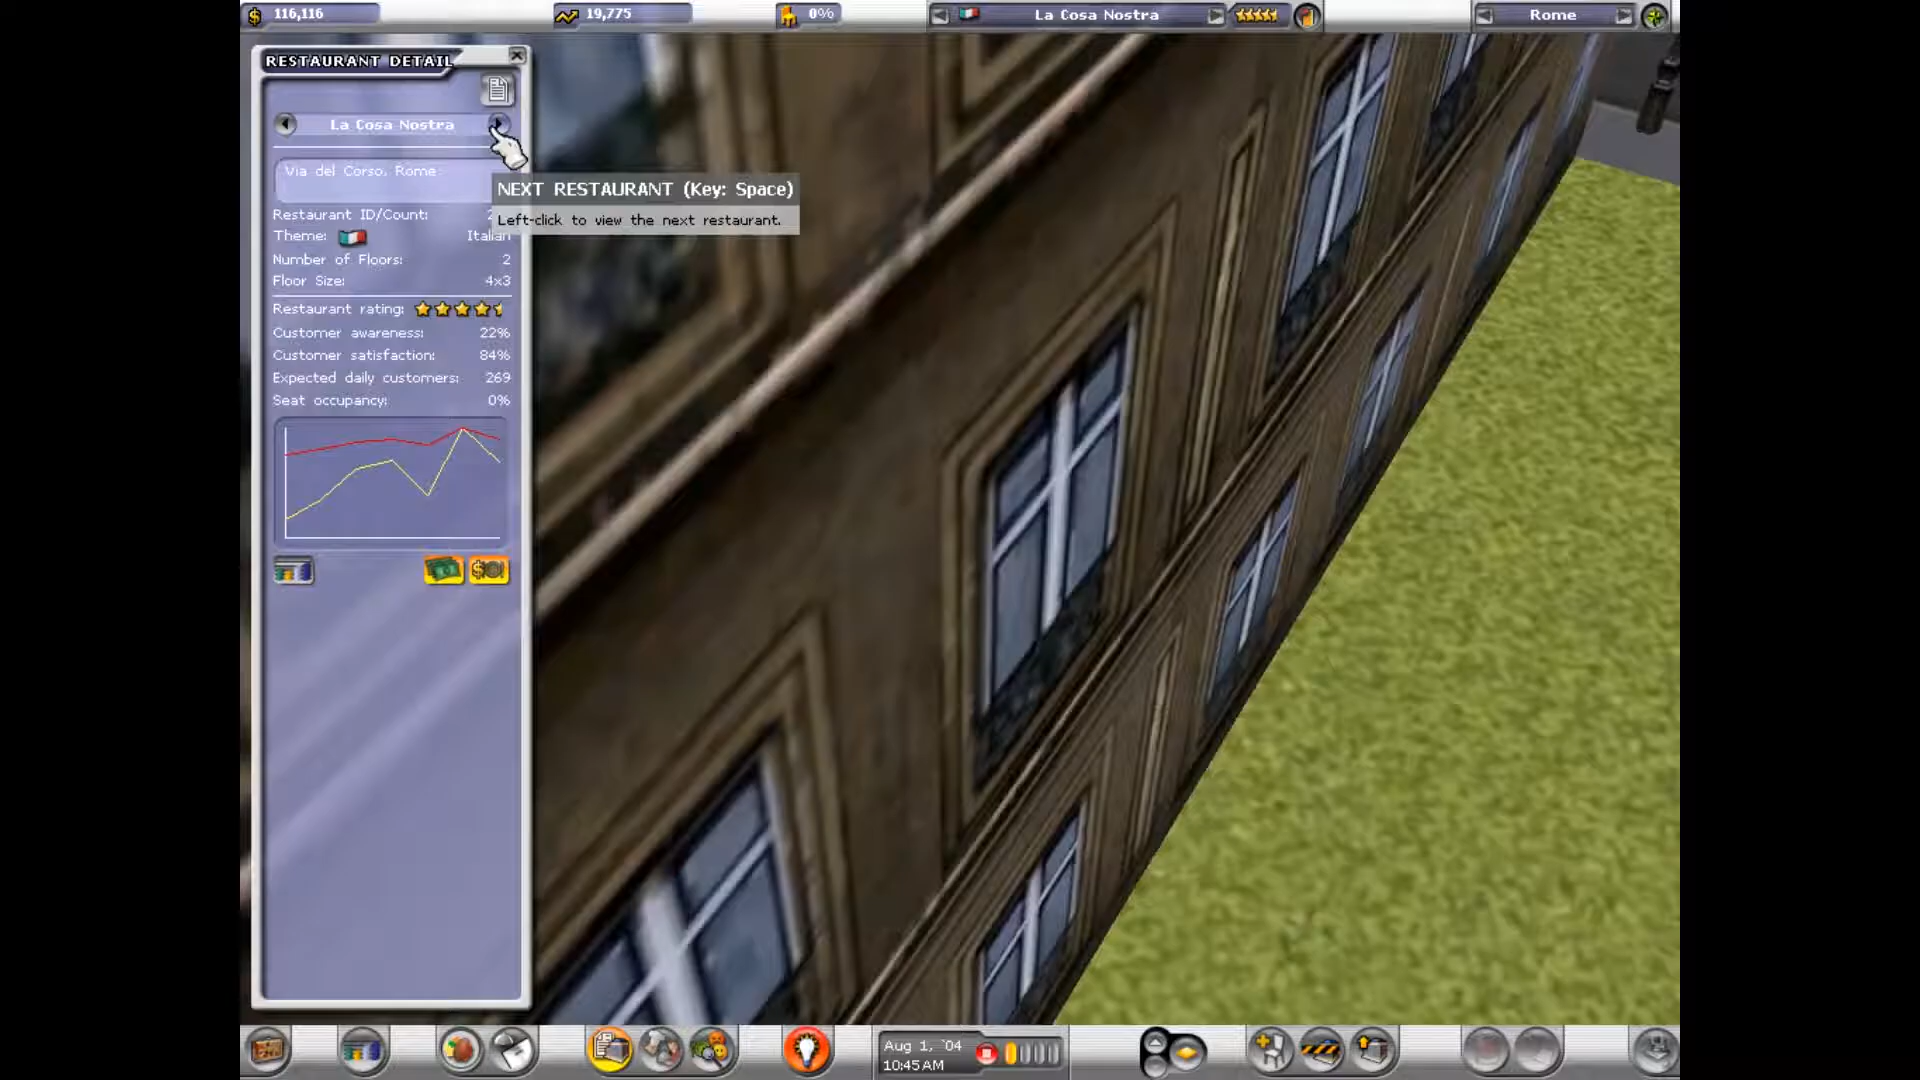 116,116
19,775
0%
La Cosa Nostra
Rome
RESTAURANT DETAIL
La Cosa Nostra
Via del Corso, Rome
NEXT RESTAURANT (Key: Space)
Left-click to view the next restaurant.
Restaurant ID/Count:
Theme: Italian
Number of Floors: 2
Floor Size: 4x3
Restaurant rating:
Customer awareness: 22%
Customer satisfaction: 84%
Expected daily customers: 269
Seat occupancy: 0%
Aug 1, `04
10:45AM